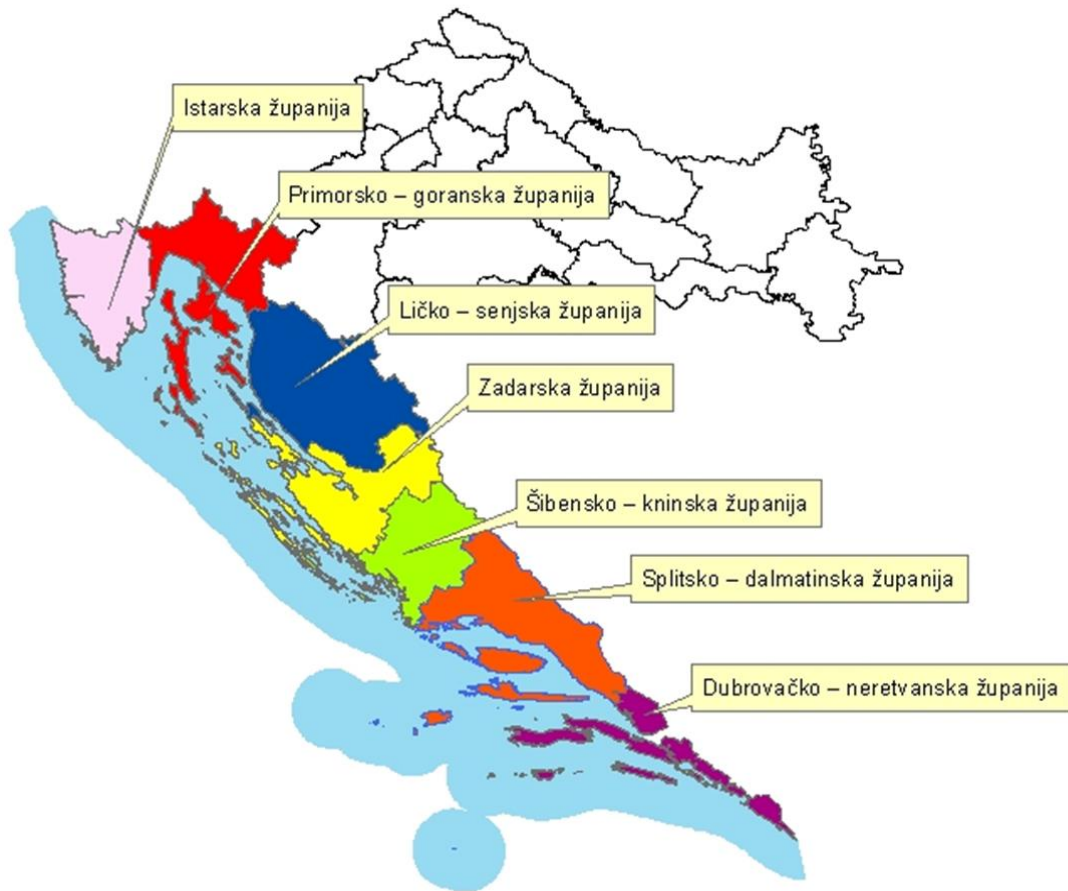 Istarska županija
Primorsko – goranska županija
Ličko – senjska županija
Zadarska županija
Šibensko – kninska županija
Splitsko – dalmatinska županija
Dubrovačko – neretvanska županija